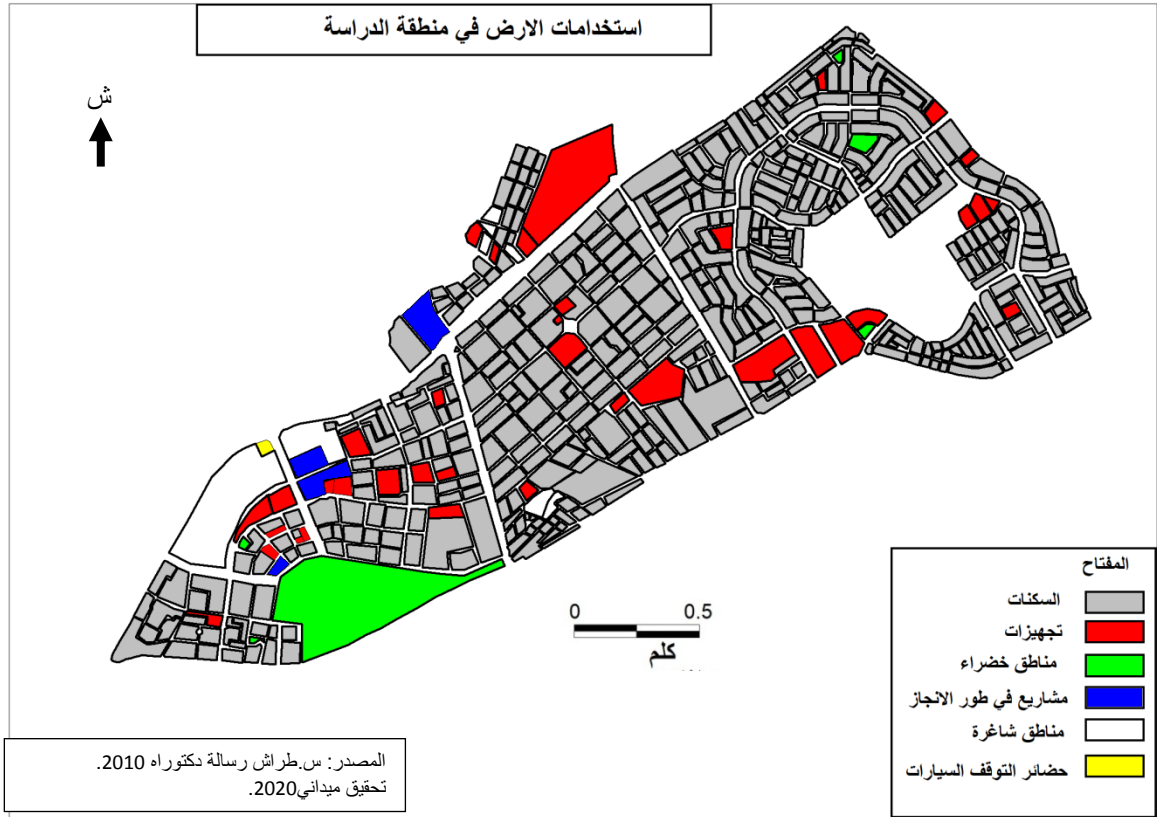 استخدامات الارض في منطقة الدراسة
ش
0 0.5
كلم
المفتاح
السكنات
تجهيزات
مناطق خضراء
مشاريع في طور الانجاز
مناطق شاغرة
حضائر التوقف السيارات
المصدر: س.طراش رسالة دكتوراه 2010.
تحقيق ميداني2020.